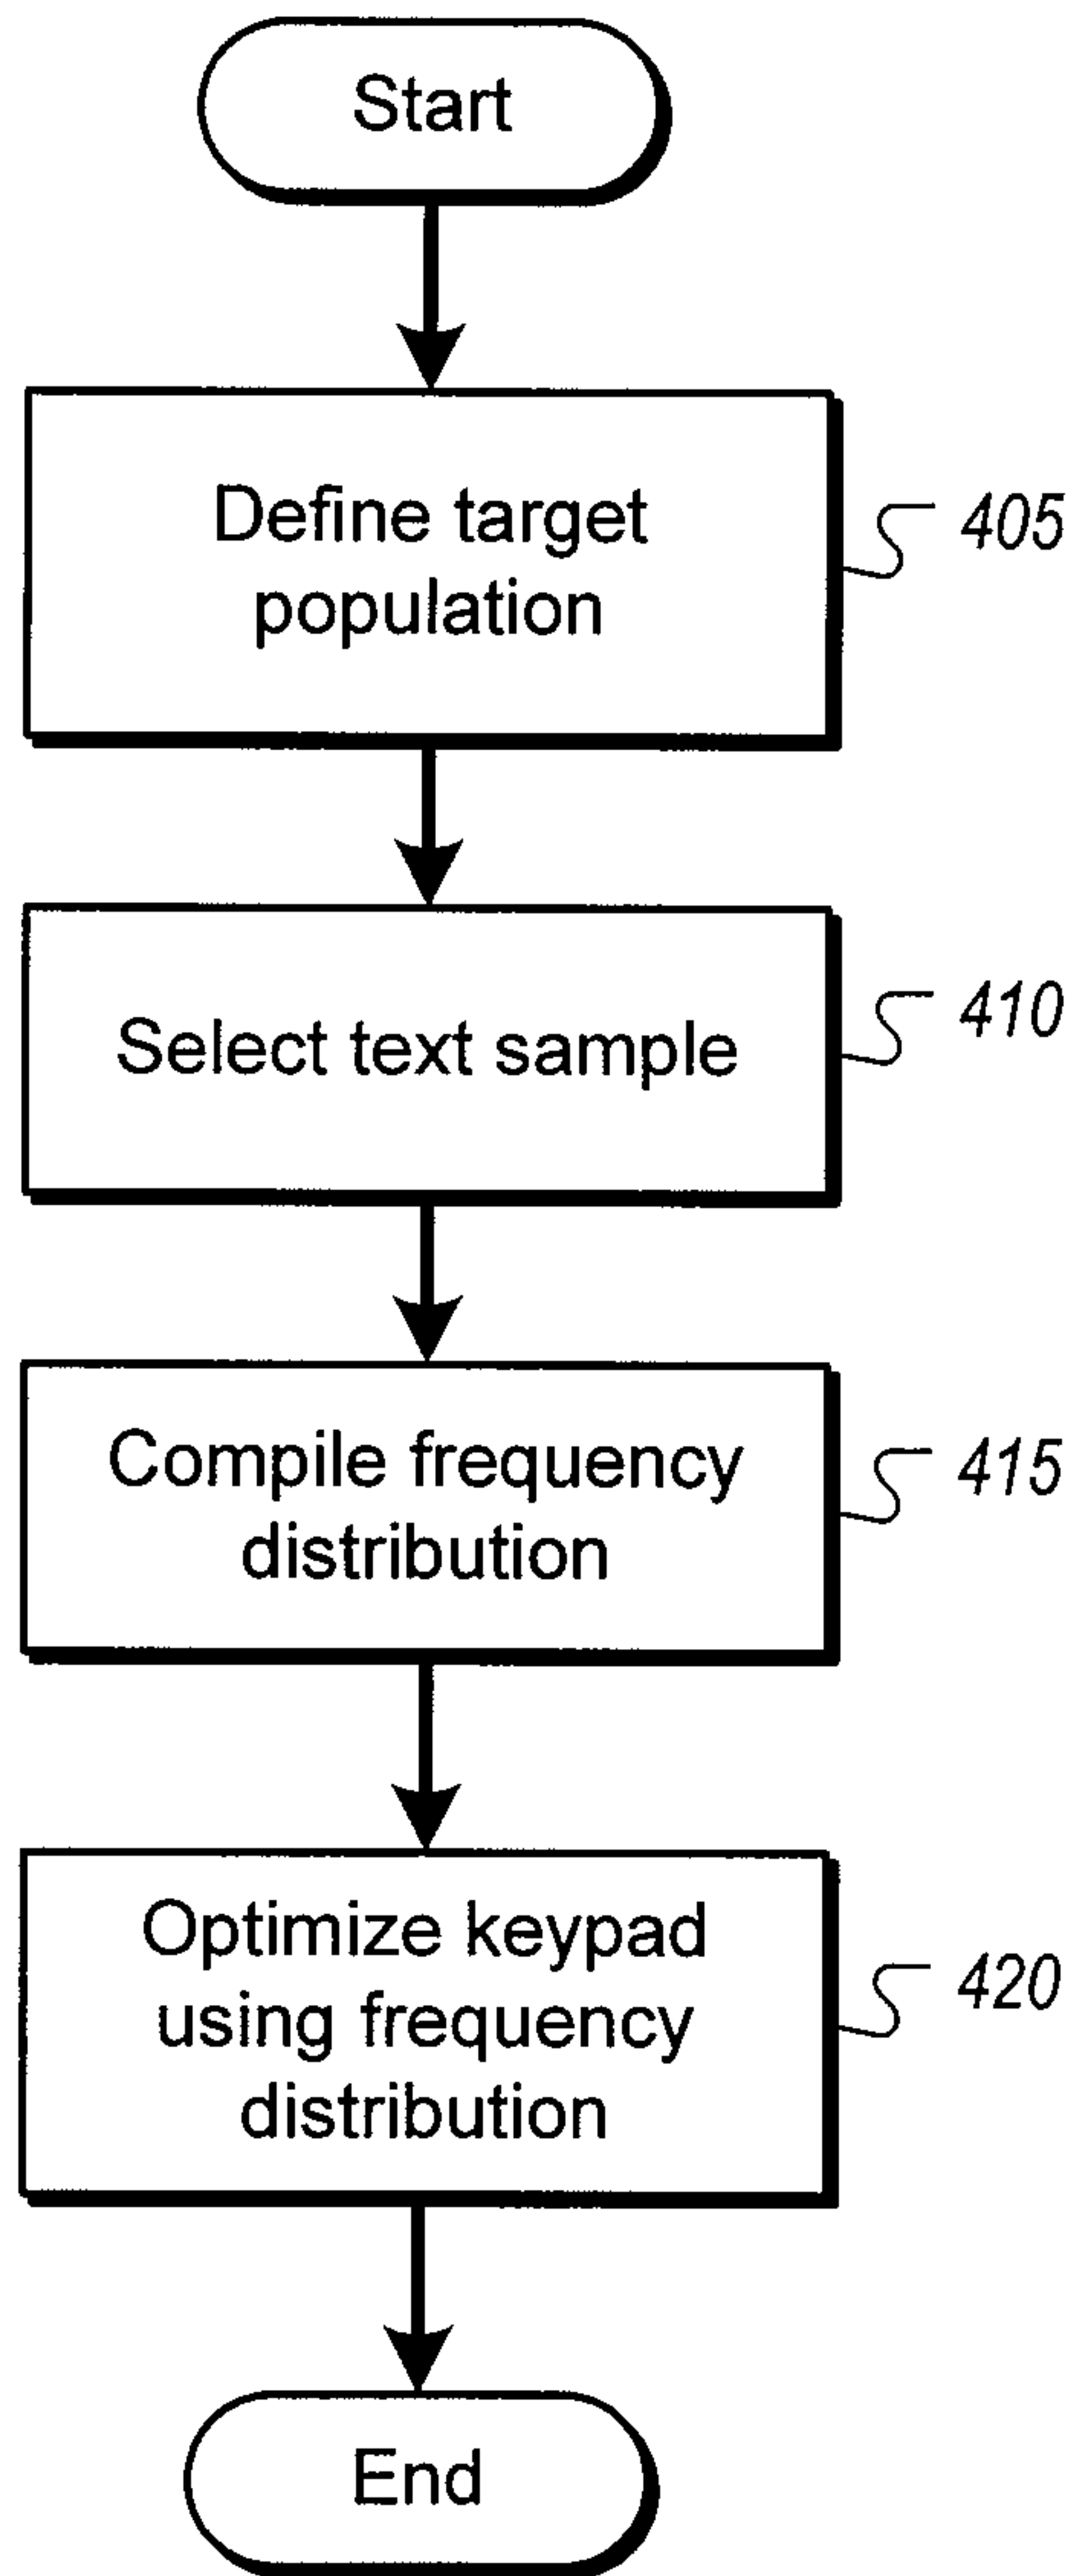 Start
Define target
population
405
Select text sample
410
Compile frequency
distribution
415
Optimize keypad
using frequency
distribution
420
End